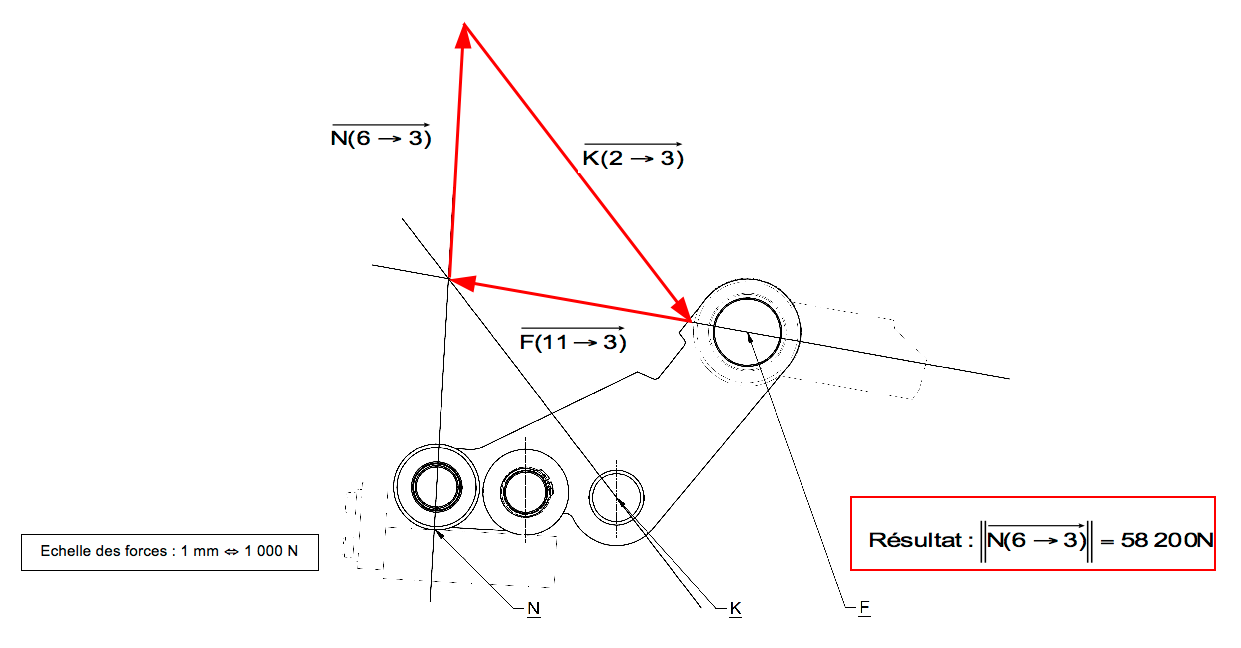 N(6 → 3)
K(2 → 3)
F(11 → 3)
Echelle des forces : 1 mm ⇔ 1 000 N
Résultat : ‖N(6 → 3)‖ = 58 200N
N
K
F